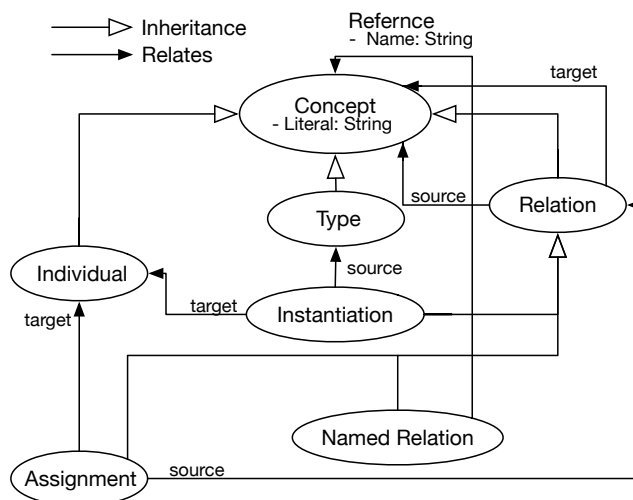 Inheritance
Relates
Refernce
- Name: String
target
Concept
- Literal: String
source
Relation
Type
source
Individual
target
Instantiation
target
Named Relation
Assignment
source